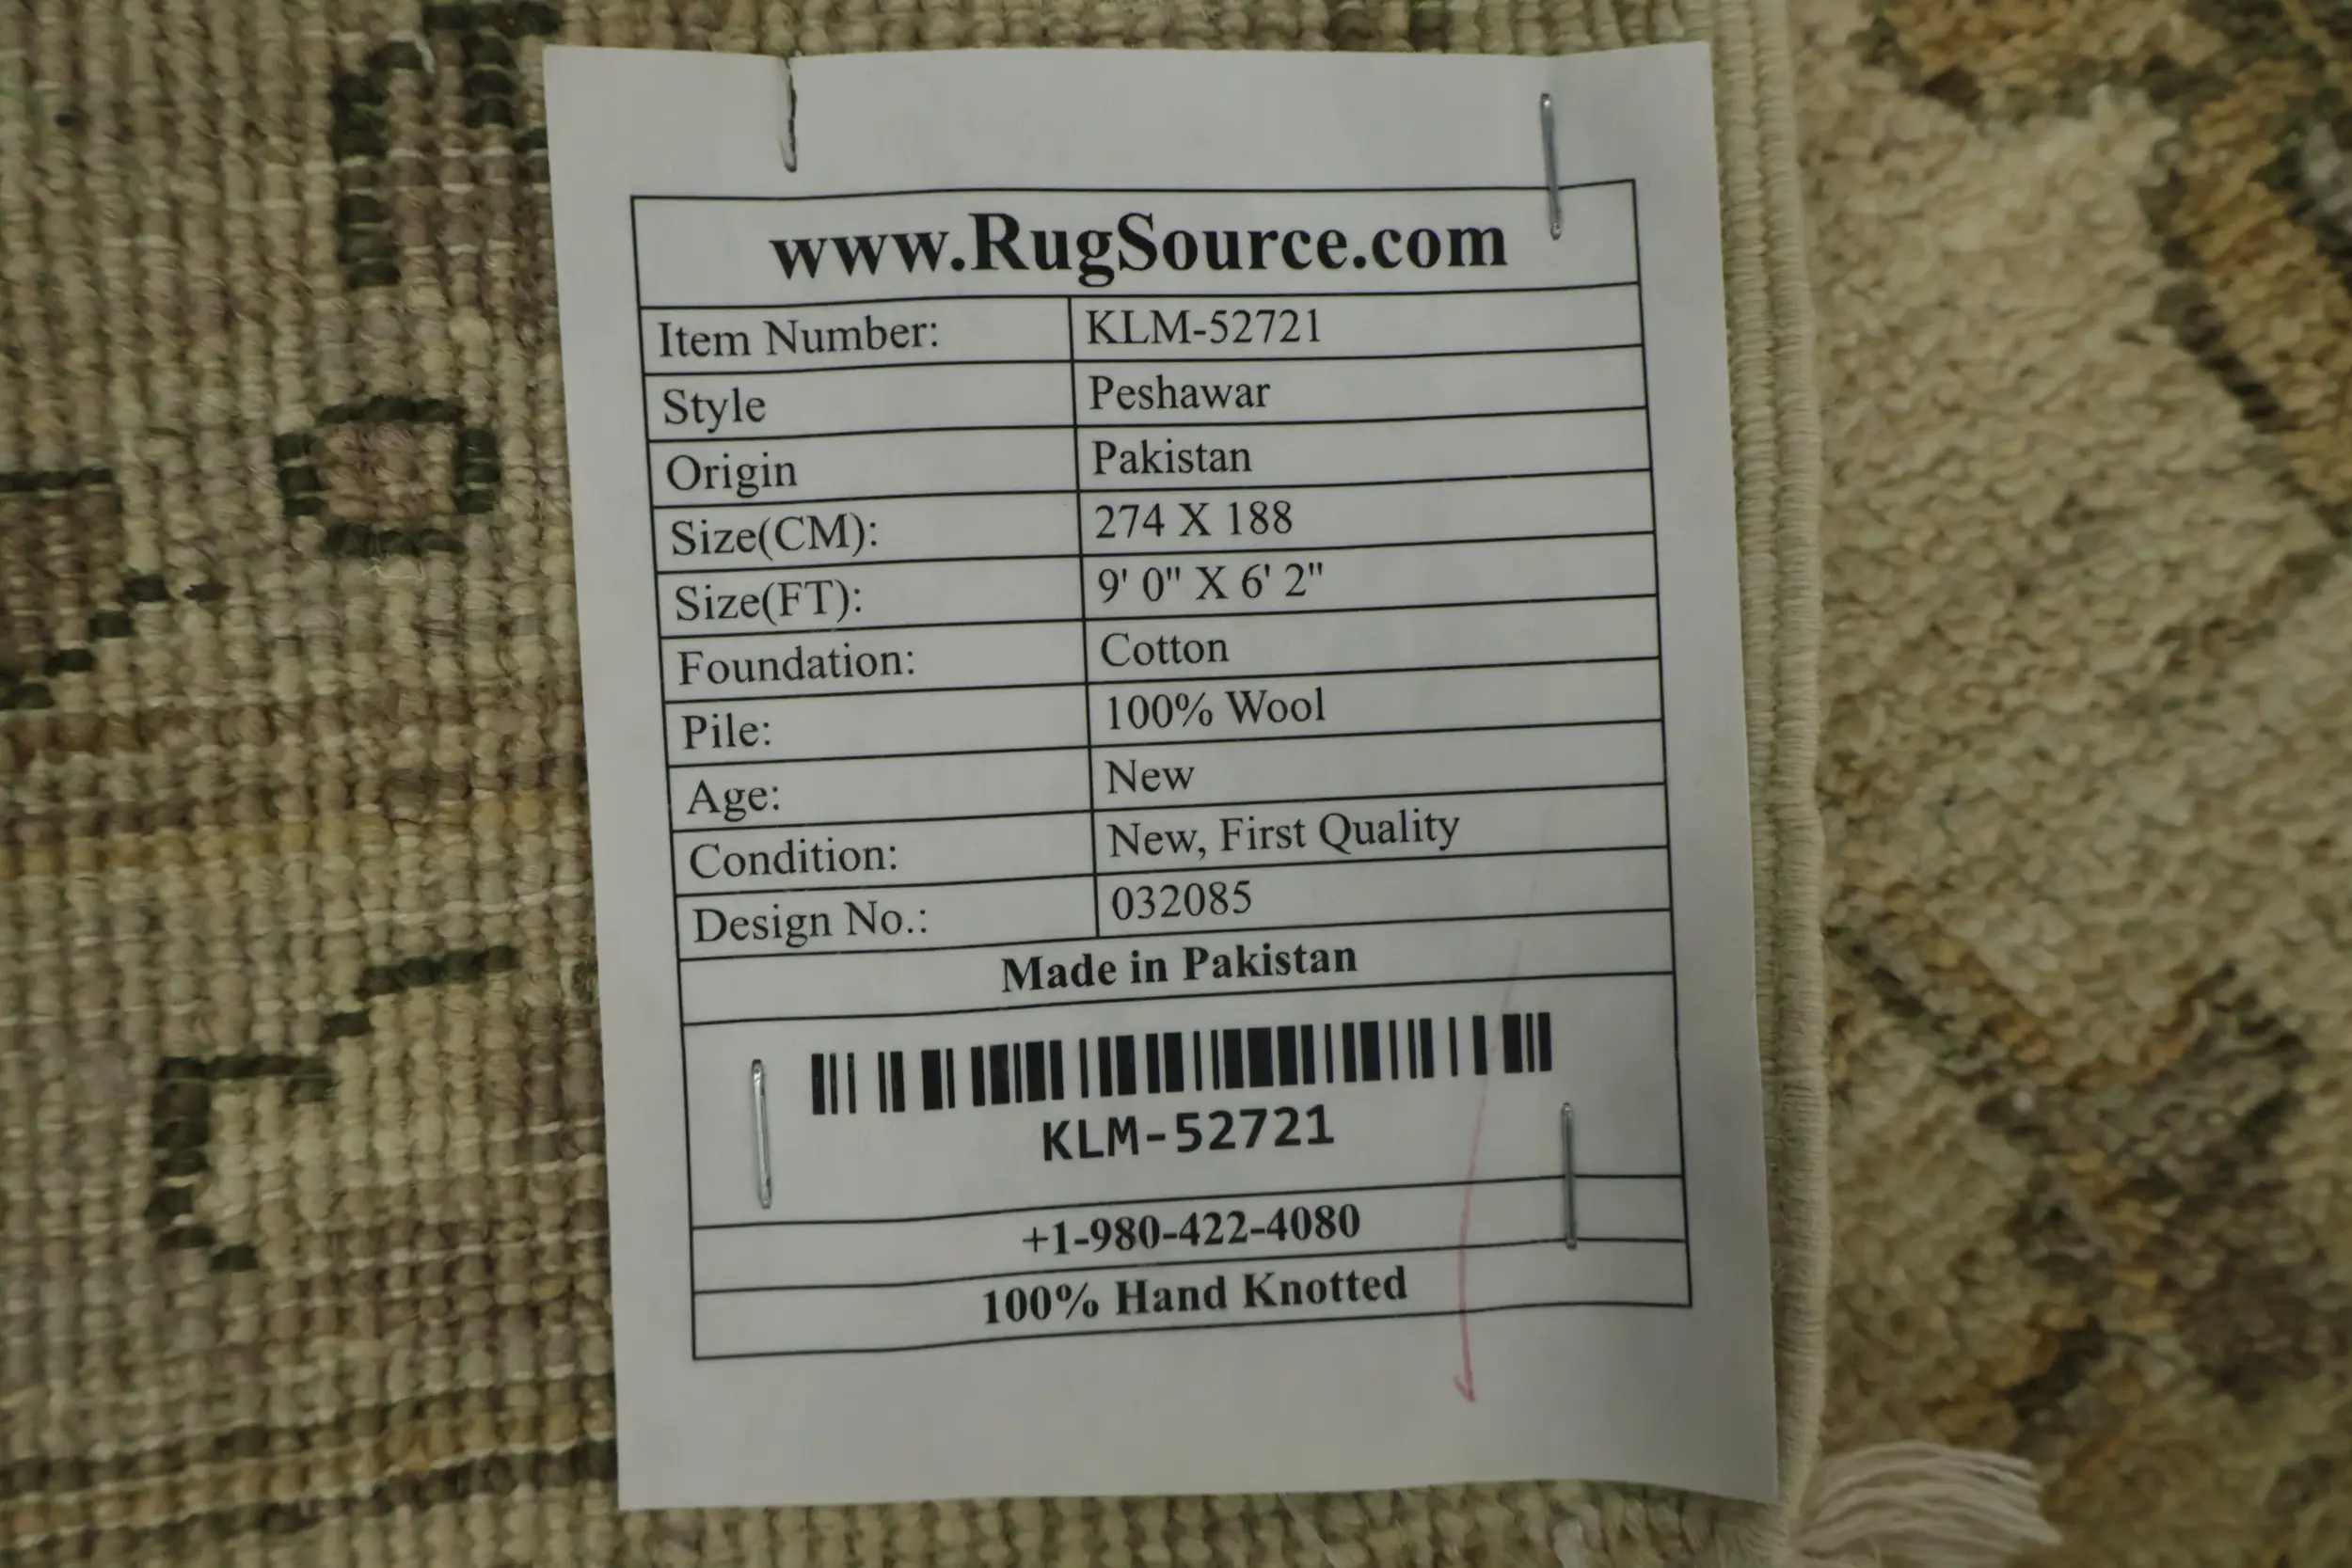 www.RugSource.com
Item Number: KLM-52721
Style Peshawar
Origin Pakistan
Size(CM): 274 X 188
Size(FT): 9' 0" X 6' 2"
Foundation: Cotton
Pile: 100% Wool
Age: New
Condition: New, First Quality
Design No.: 032085
Made in Pakistan
KLM-52721
+1-980-422-4080
100% Hand Knotted